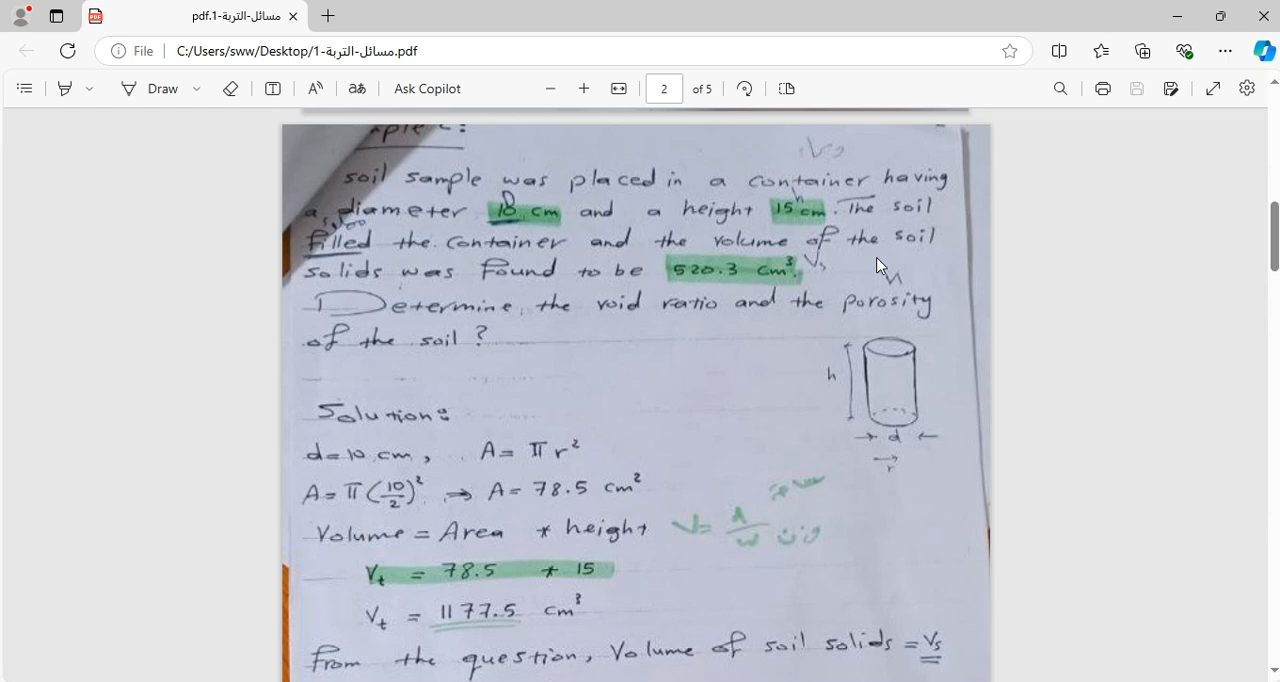 مسائل-التربة-1.pdf
File
C:/Users/sww/Desktop/1-مسائل-التربة.pdf
Draw
aあ
Ask Copilot
2 of 5
soil sample was placed in a container having
a diameter 10 cm and a height 15 cm. The soil
filled the container and the volume of the soil
solids was found to be 520.3 cm³. Vs
Determine, the void ratio and the porosity
of the soil?
h
d
r
Solution:
d=10 cm, A= π r²
A= π (10/2)² ⇒ A= 78.5 cm²
Volume = Area * height
V= A/w
وزن
Vt = 78.5 * 15
Vt = 1177.5 cm³
from the question, Volume of soil solids = Vs